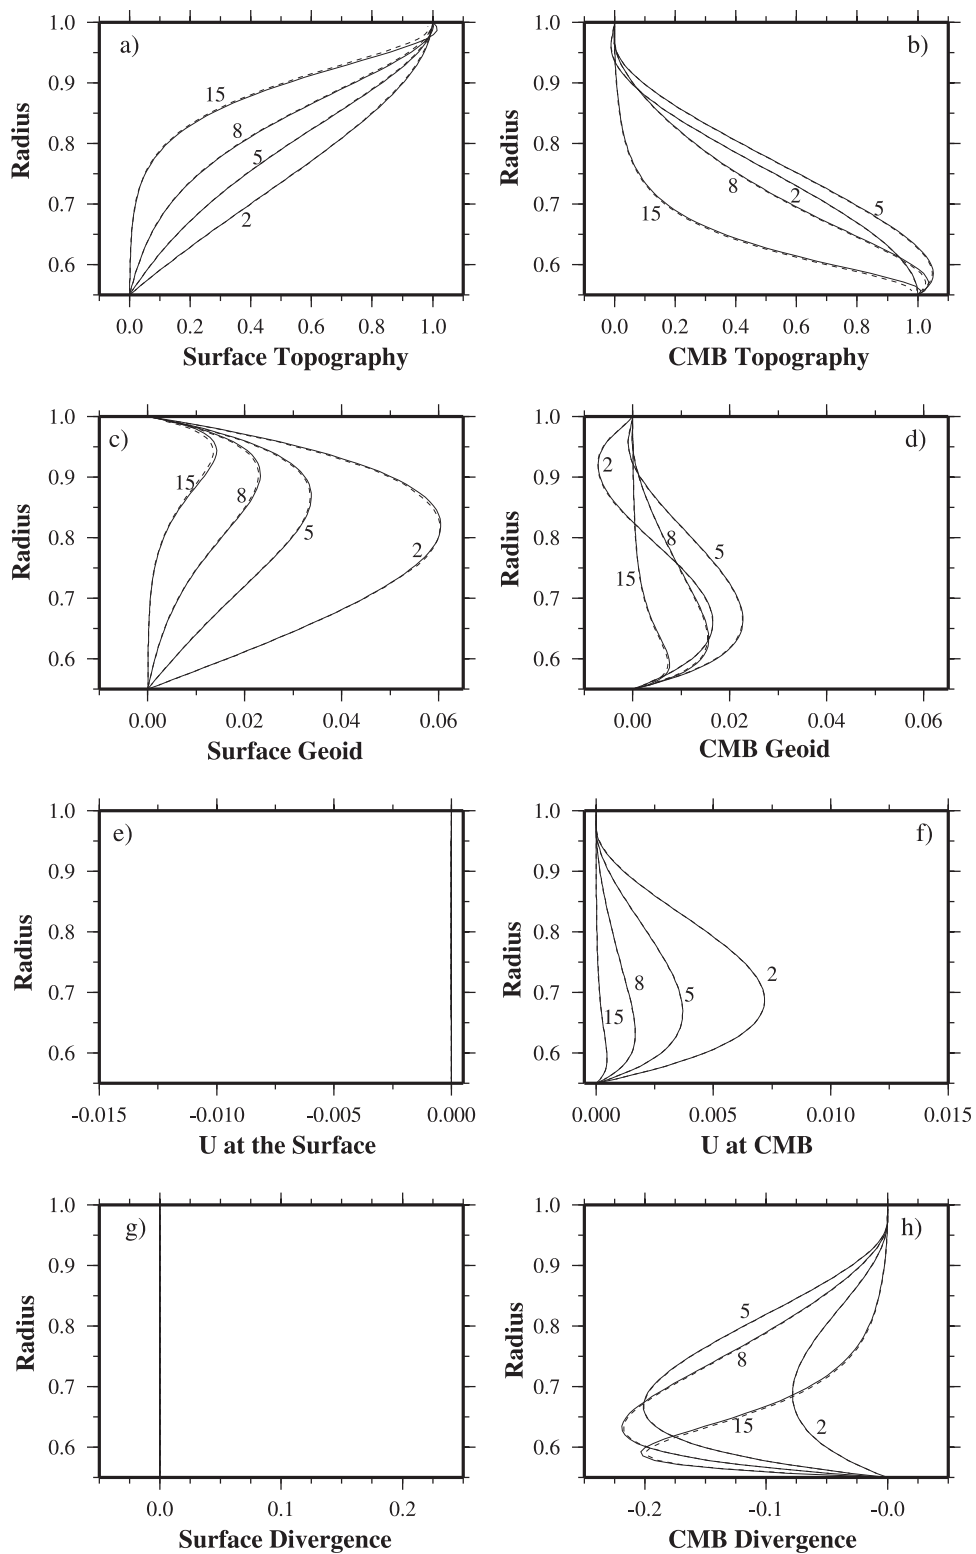 1.0
0.9
0.8
0.7
0.6
Radius
a)
15
8
5
2
0.0 0.2 0.4 0.6 0.8 1.0
Surface Topography
1.0
0.9
0.8
0.7
0.6
Radius
b)
8
2
5
15
0.0 0.2 0.4 0.6 0.8 1.0
CMB Topography
1.0
0.9
0.8
0.7
0.6
Radius
c)
15
8
5
2
0.00 0.02 0.04 0.06
Surface Geoid
1.0
0.9
0.8
0.7
0.6
Radius
d)
2
8
5
15
0.00 0.02 0.04 0.06
CMB Geoid
1.0
0.9
0.8
0.7
0.6
Radius
e)
-0.015 -0.010 -0.005 0.000
U at the Surface
1.0
0.9
0.8
0.7
0.6
Radius
f)
2
8
5
15
0.000 0.005 0.010 0.015
U at CMB
1.0
0.9
0.8
0.7
0.6
Radius
g)
0.0 0.1 0.2
Surface Divergence
1.0
0.9
0.8
0.7
0.6
Radius
h)
5
8
15
2
-0.2 -0.1 -0.0
CMB Divergence